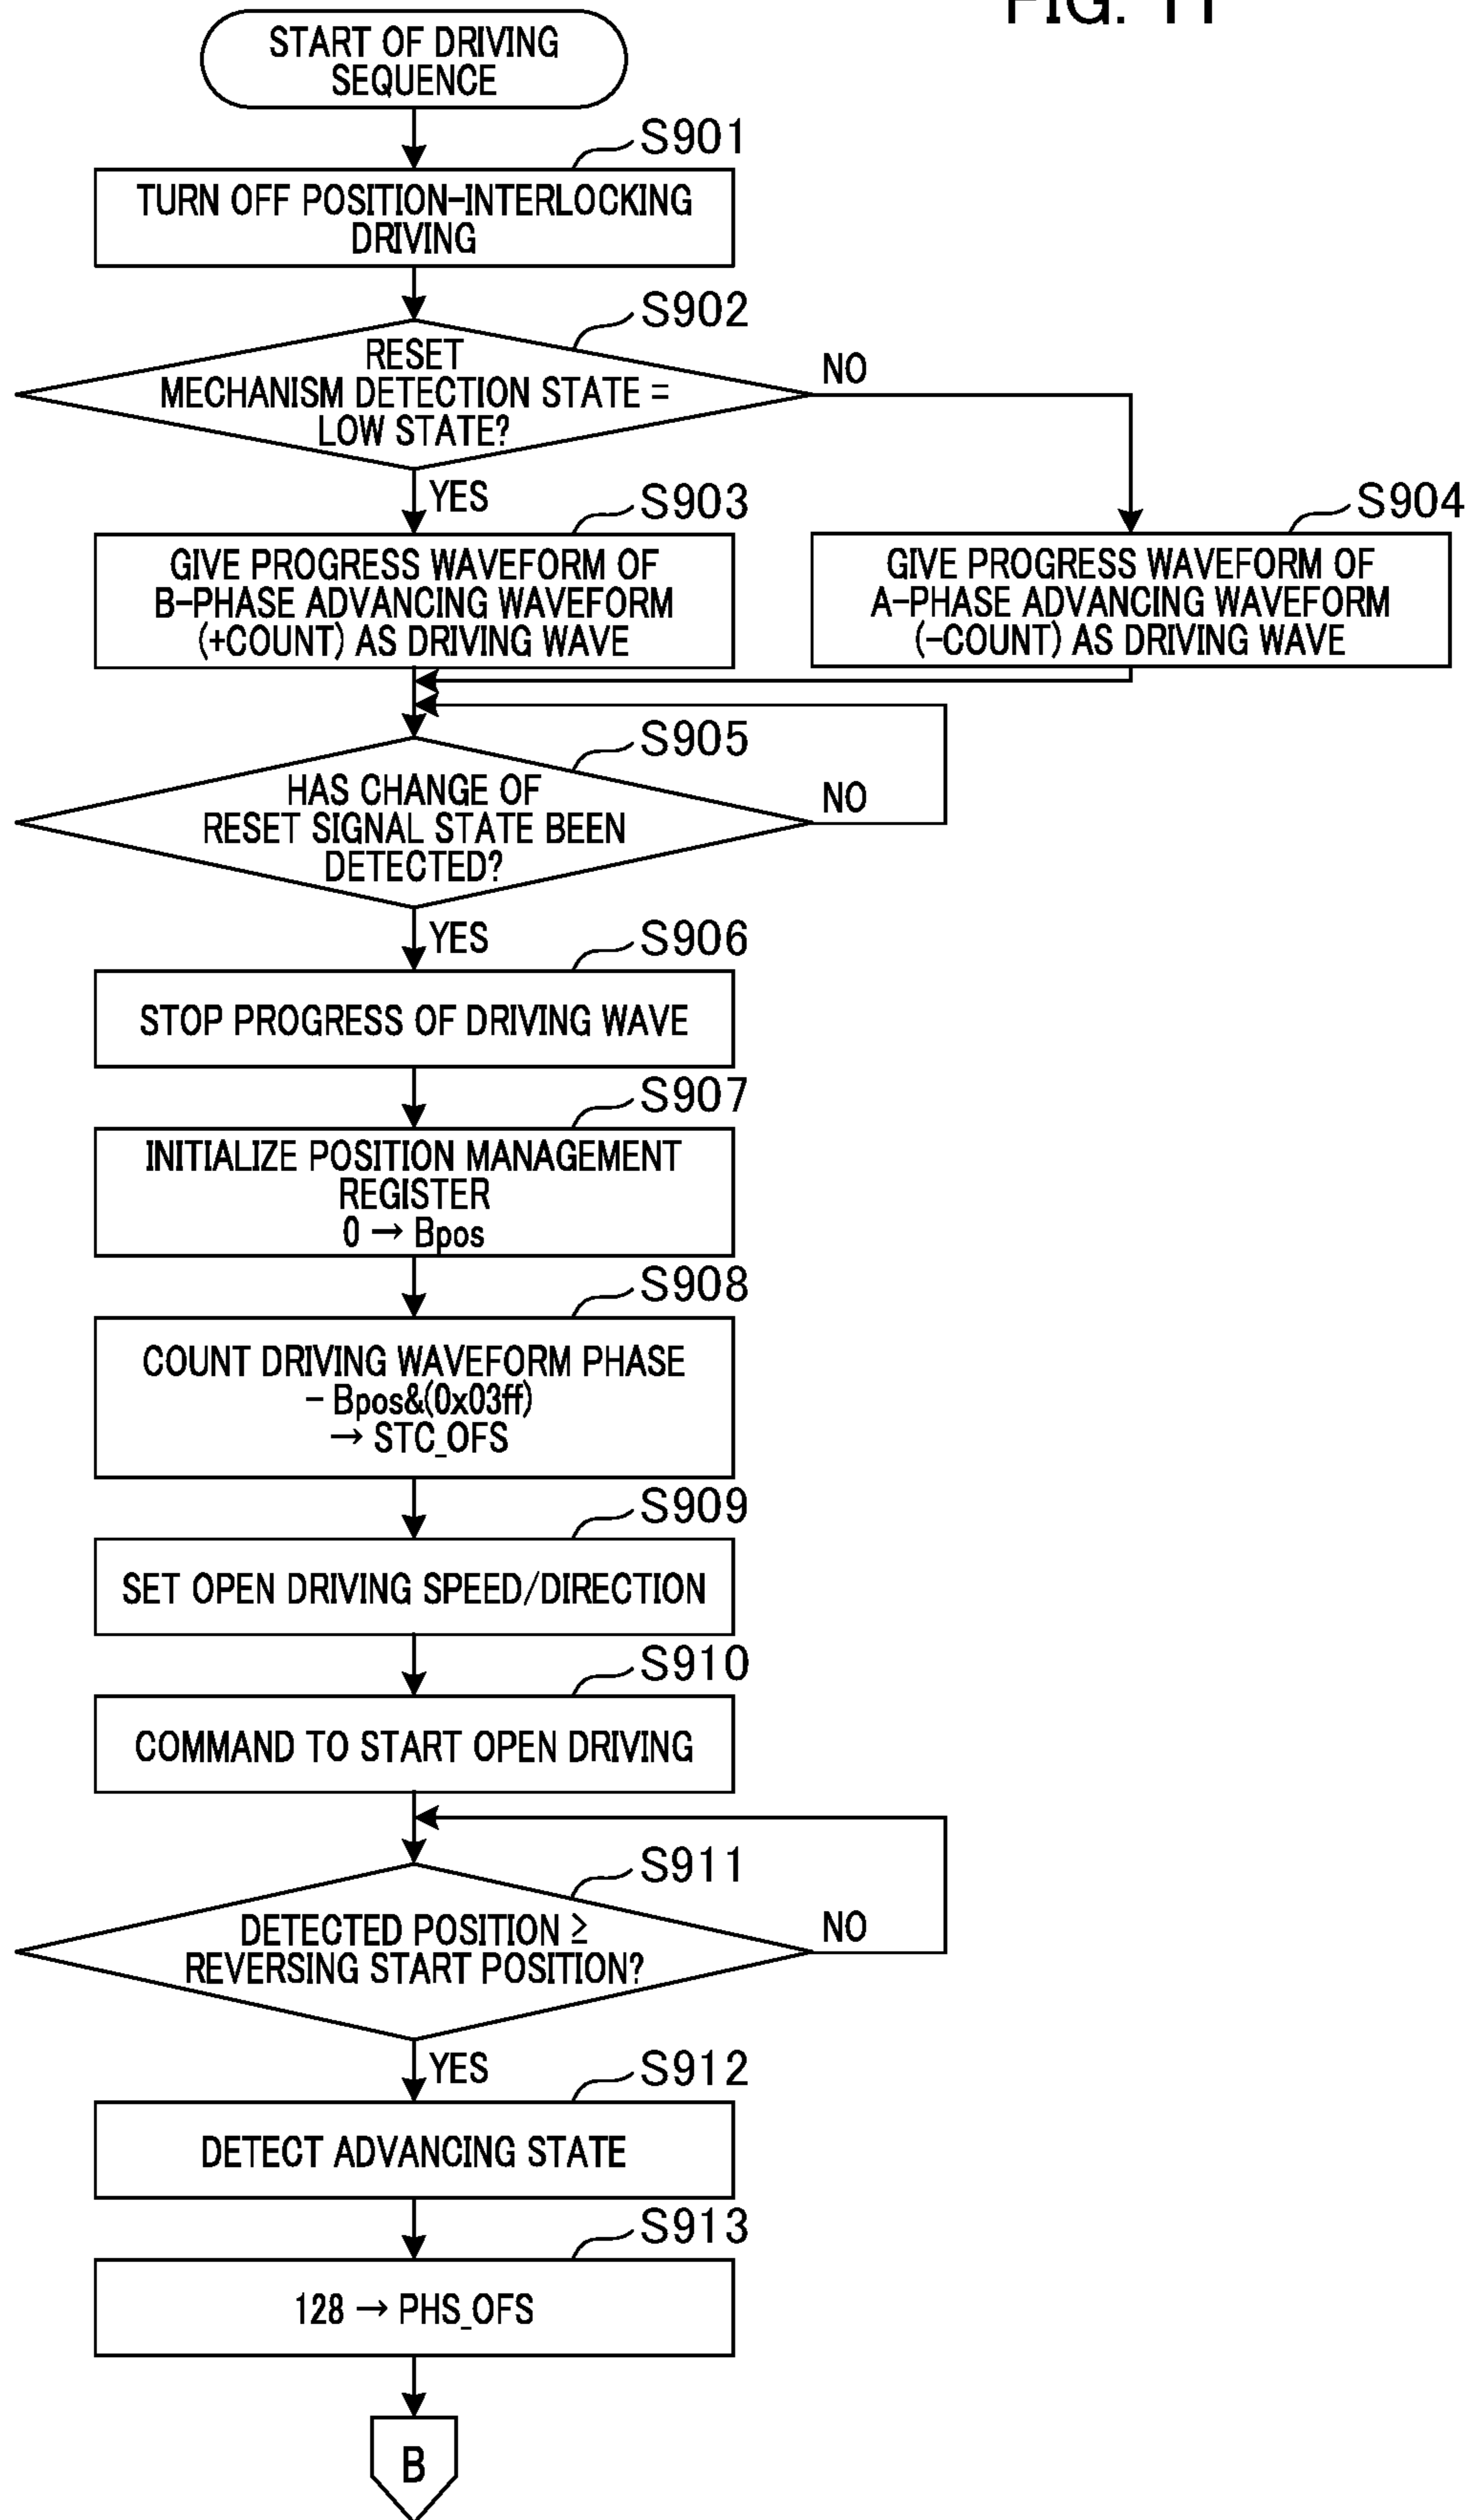 FIG. 11
START OF DRIVING
SEQUENCE
S901
TURN OFF POSITION-INTERLOCKING
DRIVING
S902
RESET
MECHANISM DETECTION STATE =
LOW STATE?
NO
YES
S903
GIVE PROGRESS WAVEFORM OF
B-PHASE ADVANCING WAVEFORM
(+COUNT) AS DRIVING WAVE
S904
GIVE PROGRESS WAVEFORM OF
A-PHASE ADVANCING WAVEFORM
(-COUNT) AS DRIVING WAVE
S905
HAS CHANGE OF
RESET SIGNAL STATE BEEN
DETECTED?
NO
YES
S906
STOP PROGRESS OF DRIVING WAVE
S907
INITIALIZE POSITION MANAGEMENT
REGISTER
0 → Bpos
S908
COUNT DRIVING WAVEFORM PHASE
- Bpos&(0x03ff)
→ STC_OFS
S909
SET OPEN DRIVING SPEED/DIRECTION
S910
COMMAND TO START OPEN DRIVING
S911
DETECTED POSITION ≥
REVERSING START POSITION?
NO
YES
S912
DETECT ADVANCING STATE
S913
128 → PHS_OFS
B